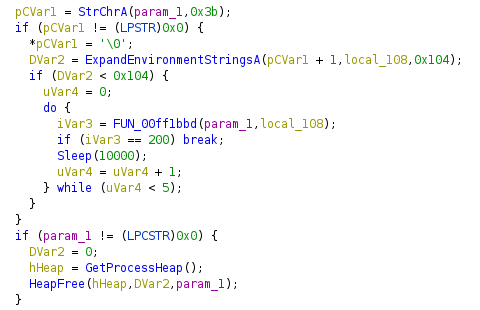 pCVar1 = StrChrA(param_1,0x3b);
if (pCVar1 != (LPSTR)0x0) {
*pCVar1 = '\0';
DVar2 = ExpandEnvironmentStringsA(pCVar1 + 1,local_108,0x104);
if (DVar2 < 0x104) {
uVar4 = 0;
do {
iVar3 = FUN_00ff1bbd(param_1,local_108);
if (iVar3 == 200) break;
Sleep(10000);
uVar4 = uVar4 + 1;
} while (uVar4 < 5);
}
}
if (param_1 != (LPCSTR)0x0) {
DVar2 = 0;
hHeap = GetProcessHeap();
HeapFree(hHeap,DVar2,param_1);
}